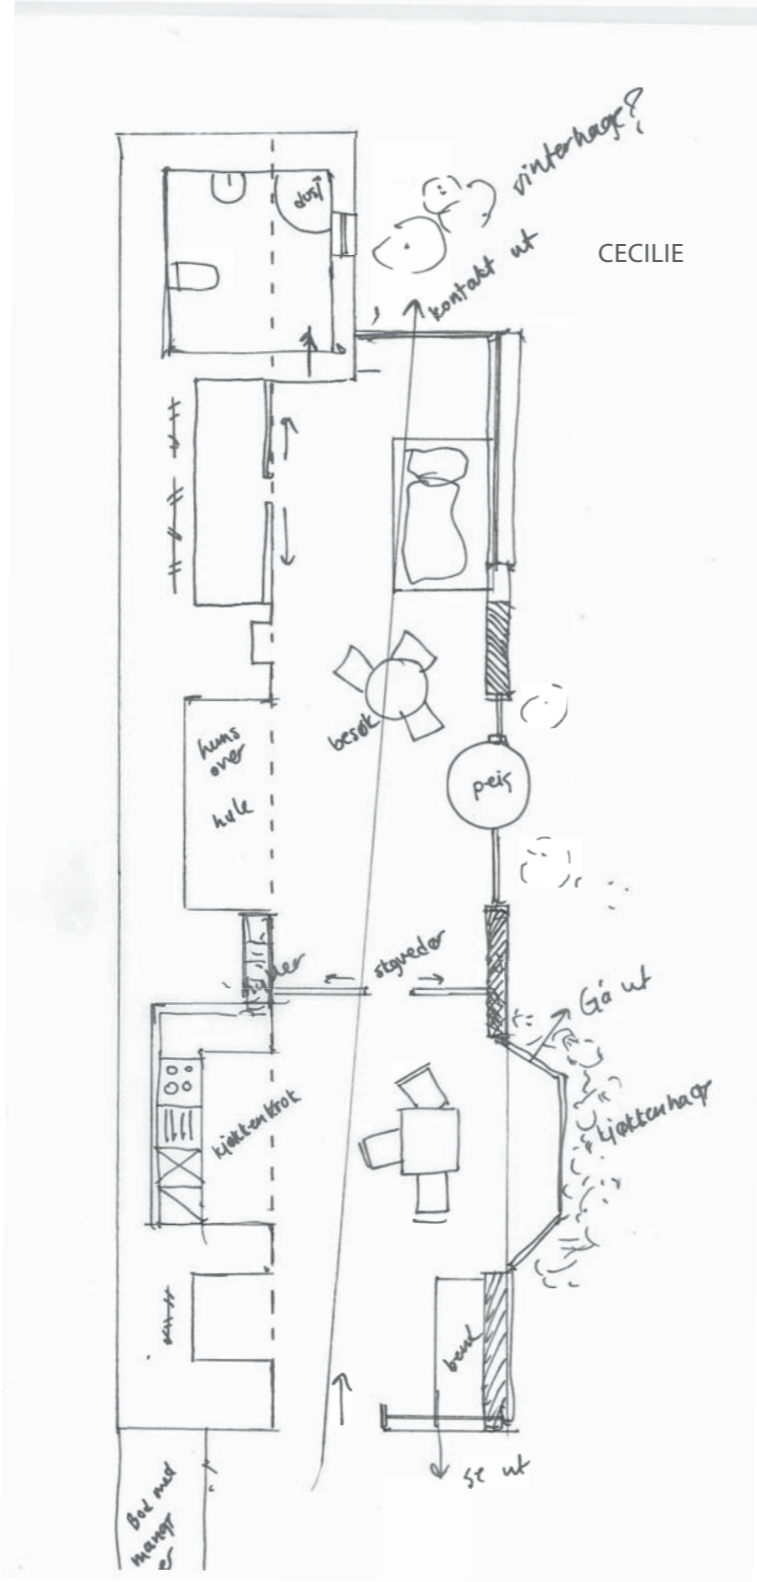 vinterhage?
dusj
CECILIE
kontakt ut
besøk
hems
over
hule
peis
skyvedør
Gå ut
kjøkkenkrok
kjøkkenhage
benk
se ut
Bod med